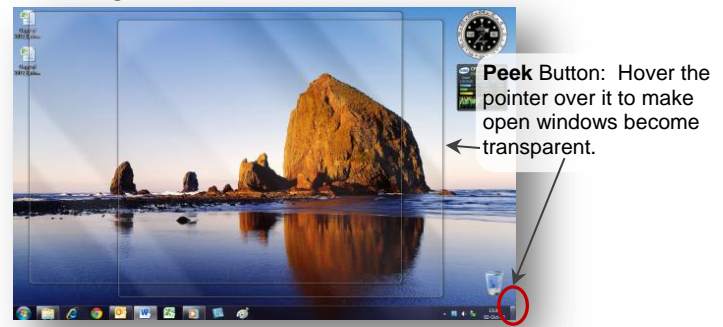 Peek Button: Hover the
pointer over it to make
open windows become
transparent.